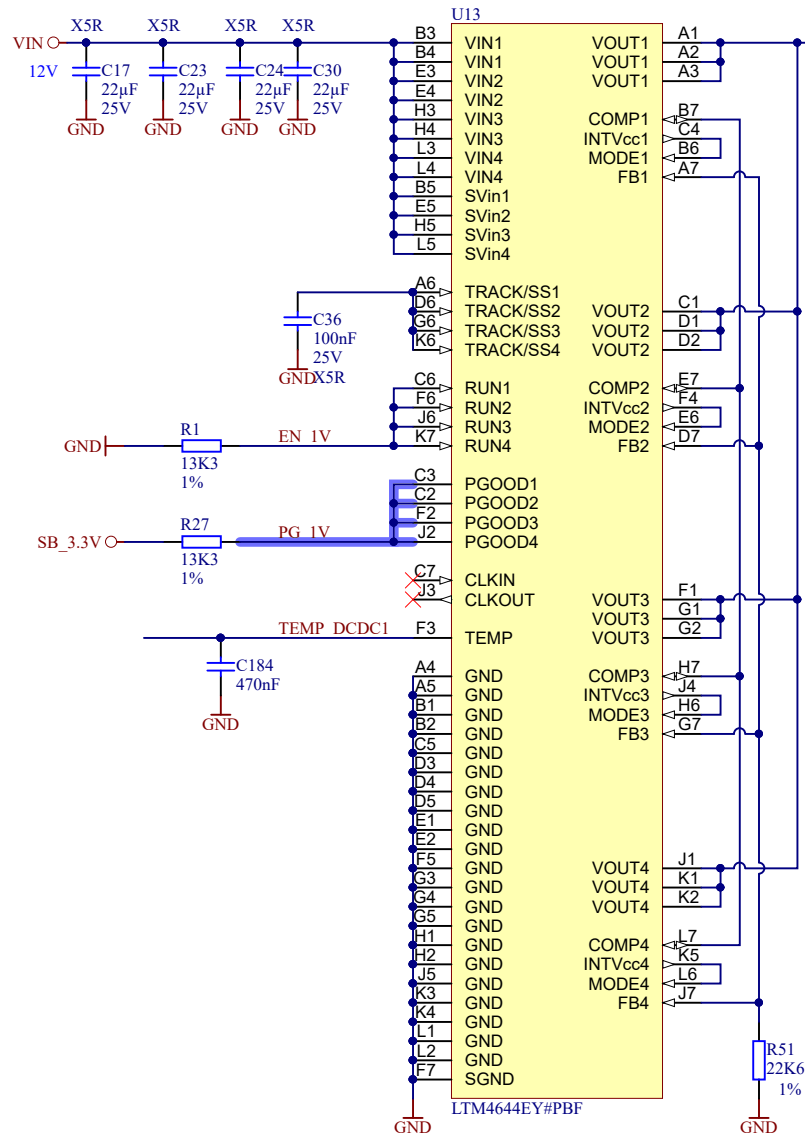 U13
X5R X5R X5R X5R
VIN
12V
C17
22µF
25V
GND
C23
22µF
25V
GND
C24
22µF
25V
GND
C30
22µF
25V
GND
B3 VIN1
B4 VIN1
E3 VIN2
E4 VIN2
H3 VIN3
H4 VIN3
L3 VIN4
L4 VIN4
B5 SVin1
E5 SVin2
H5 SVin3
L5 SVin4
C36
100nF
25V
X5R
GND
A6 TRACK/SS1
D6 TRACK/SS2
G6 TRACK/SS3
K6 TRACK/SS4
GND
R1
13K3
1%
EN_1V
C6 RUN1
F6 RUN2
J6 RUN3
K7 RUN4
SB_3.3V
R27
13K3
1%
PG_1V
C3 PGOOD1
C2 PGOOD2
F2 PGOOD3
J2 PGOOD4
C7 CLKIN
J3 CLKOUT
TEMP_DCDC1
F3 TEMP
C184
470nF
GND
A4 GND
A5 GND
B1 GND
B2 GND
C5 GND
D3 GND
D4 GND
D5 GND
E1 GND
E2 GND
F5 GND
G3 GND
G4 GND
G5 GND
H1 GND
H2 GND
J5 GND
K3 GND
K4 GND
L1 GND
L2 GND
F7 SGND
GND
VOUT1 A1
VOUT1 A2
VOUT1 A3
COMP1 B7
INTVcc1 C4
MODE1 B6
FB1 A7
VOUT2 C1
VOUT2 D1
VOUT2 D2
COMP2 E7
INTVcc2 F4
MODE2 E6
FB2 D7
VOUT3 F1
VOUT3 G1
VOUT3 G2
COMP3 H7
INTVcc3 J4
MODE3 H6
FB3 G7
VOUT4 J1
VOUT4 K1
VOUT4 K2
COMP4 L7
INTVcc4 K5
MODE4 L6
FB4 J7
R51
22K6
1%
GND
LTM4644EY#PBF